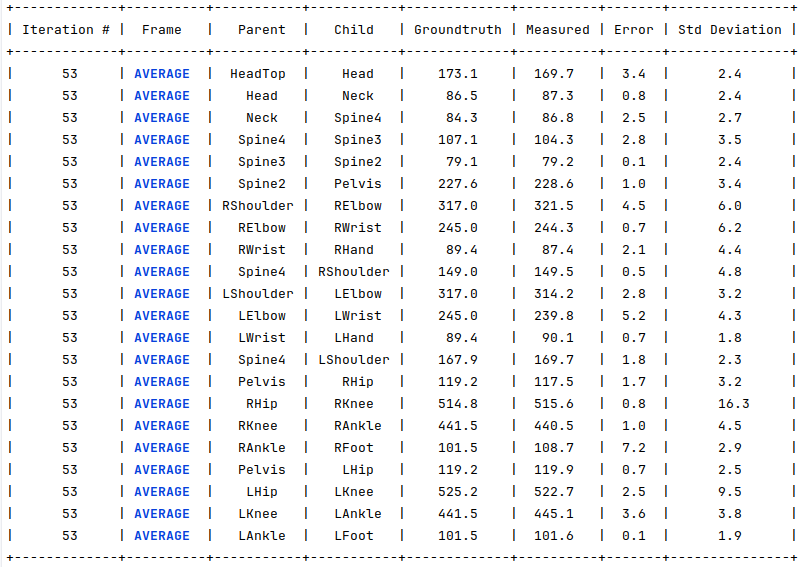 +------------+----------+-----------+-----------+-------------+----------+-------+---------------+
| Iteration # | Frame | Parent | Child | Groundtruth | Measured | Error | Std Deviation |
+------------+----------+-----------+-----------+-------------+----------+-------+---------------+
| 53 | AVERAGE | HeadTop | Head | 173.1 | 169.7 | 3.4 | 2.4 |
| 53 | AVERAGE | Head | Neck | 86.5 | 87.3 | 0.8 | 2.4 |
| 53 | AVERAGE | Neck | Spine4 | 84.3 | 86.8 | 2.5 | 2.7 |
| 53 | AVERAGE | Spine4 | Spine3 | 107.1 | 104.3 | 2.8 | 3.5 |
| 53 | AVERAGE | Spine3 | Spine2 | 79.1 | 79.2 | 0.1 | 2.4 |
| 53 | AVERAGE | Spine2 | Pelvis | 227.6 | 228.6 | 1.0 | 3.4 |
| 53 | AVERAGE | RShoulder | RElbow | 317.0 | 321.5 | 4.5 | 6.0 |
| 53 | AVERAGE | RElbow | RWrist | 245.0 | 244.3 | 0.7 | 6.2 |
| 53 | AVERAGE | RWrist | RHand | 89.4 | 87.4 | 2.1 | 4.4 |
| 53 | AVERAGE | Spine4 | RShoulder | 149.0 | 149.5 | 0.5 | 4.8 |
| 53 | AVERAGE | LShoulder | LElbow | 317.0 | 314.2 | 2.8 | 3.2 |
| 53 | AVERAGE | LElbow | LWrist | 245.0 | 239.8 | 5.2 | 4.3 |
| 53 | AVERAGE | LWrist | LHand | 89.4 | 90.1 | 0.7 | 1.8 |
| 53 | AVERAGE | Spine4 | LShoulder | 167.9 | 169.7 | 1.8 | 2.3 |
| 53 | AVERAGE | Pelvis | RHip | 119.2 | 117.5 | 1.7 | 3.2 |
| 53 | AVERAGE | RHip | RKnee | 514.8 | 515.6 | 0.8 | 16.3 |
| 53 | AVERAGE | RKnee | RAnkle | 441.5 | 440.5 | 1.0 | 4.5 |
| 53 | AVERAGE | RAnkle | RFoot | 101.5 | 108.7 | 7.2 | 2.9 |
| 53 | AVERAGE | Pelvis | LHip | 119.2 | 119.9 | 0.7 | 2.5 |
| 53 | AVERAGE | LHip | LKnee | 525.2 | 522.7 | 2.5 | 9.5 |
| 53 | AVERAGE | LKnee | LAnkle | 441.5 | 445.1 | 3.6 | 3.8 |
| 53 | AVERAGE | LAnkle | LFoot | 101.5 | 101.6 | 0.1 | 1.9 |
+------------+----------+-----------+-----------+-------------+----------+-------+---------------+